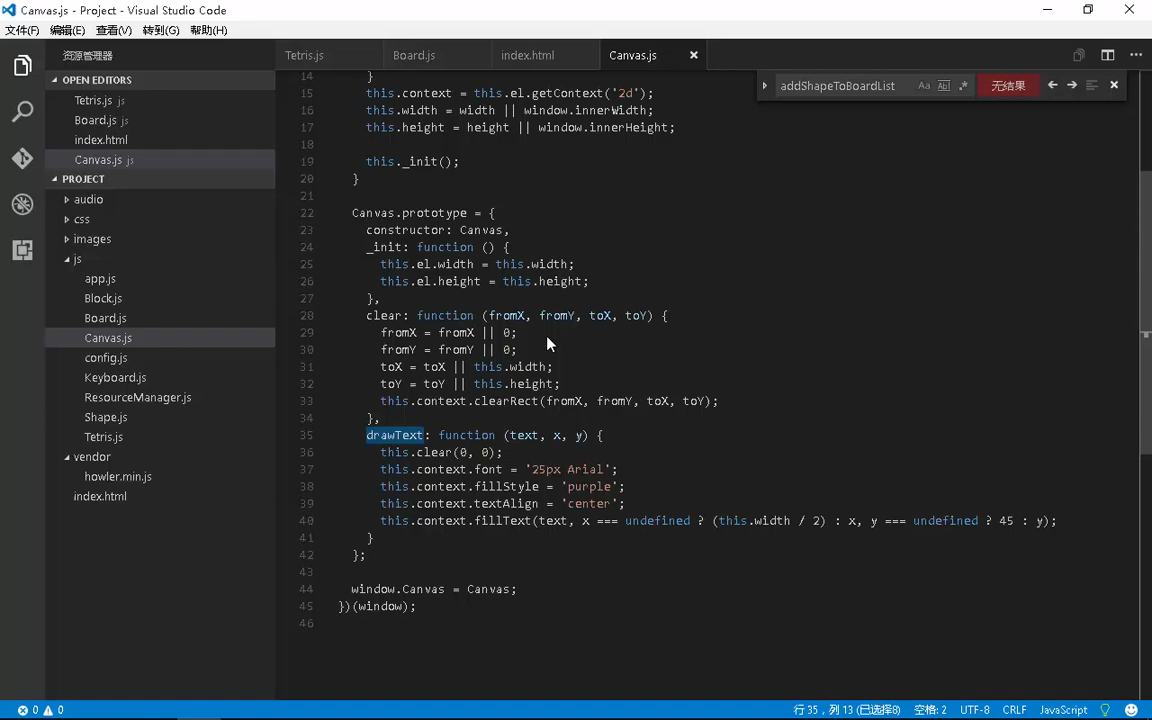 Canvas.js - Project - Visual Studio Code
文件(F) 编辑(E) 查看(V) 转到(G) 帮助(H)
资源管理器
OPEN EDITORS
Tetris.js js
Board.js js
index.html
Canvas.js js
PROJECT
audio
css
images
js
app.js
Block.js
Board.js
Canvas.js
config.js
Keyboard.js
ResourceManager.js
Shape.js
Tetris.js
vendor
howler.min.js
index.html
Tetris.js Board.js index.html Canvas.js
addShapeToBoardList Aa Abl .* 无结果
14 }
15 this.context = this.el.getContext('2d');
16 this.width = width || window.innerWidth;
17 this.height = height || window.innerHeight;
18
19 this._init();
20 }
21
22 Canvas.prototype = {
23 constructor: Canvas,
24 _init: function () {
25 this.el.width = this.width;
26 this.el.height = this.height;
27 },
28 clear: function (fromX, fromY, toX, toY) {
29 fromX = fromX || 0;
30 fromY = fromY || 0;
31 toX = toX || this.width;
32 toY = toY || this.height;
33 this.context.clearRect(fromX, fromY, toX, toY);
34 },
35 drawText: function (text, x, y) {
36 this.clear(0, 0);
37 this.context.font = '25px Arial';
38 this.context.fillStyle = 'purple';
39 this.context.textAlign = 'center';
40 this.context.fillText(text, x === undefined ? (this.width / 2) : x, y === undefined ? 45 : y);
41 }
42 };
43
44 window.Canvas = Canvas;
45 })(window);
46
0 0 行 35，列 13 (已选择8) 空格: 2 UTF-8 CRLF JavaScript